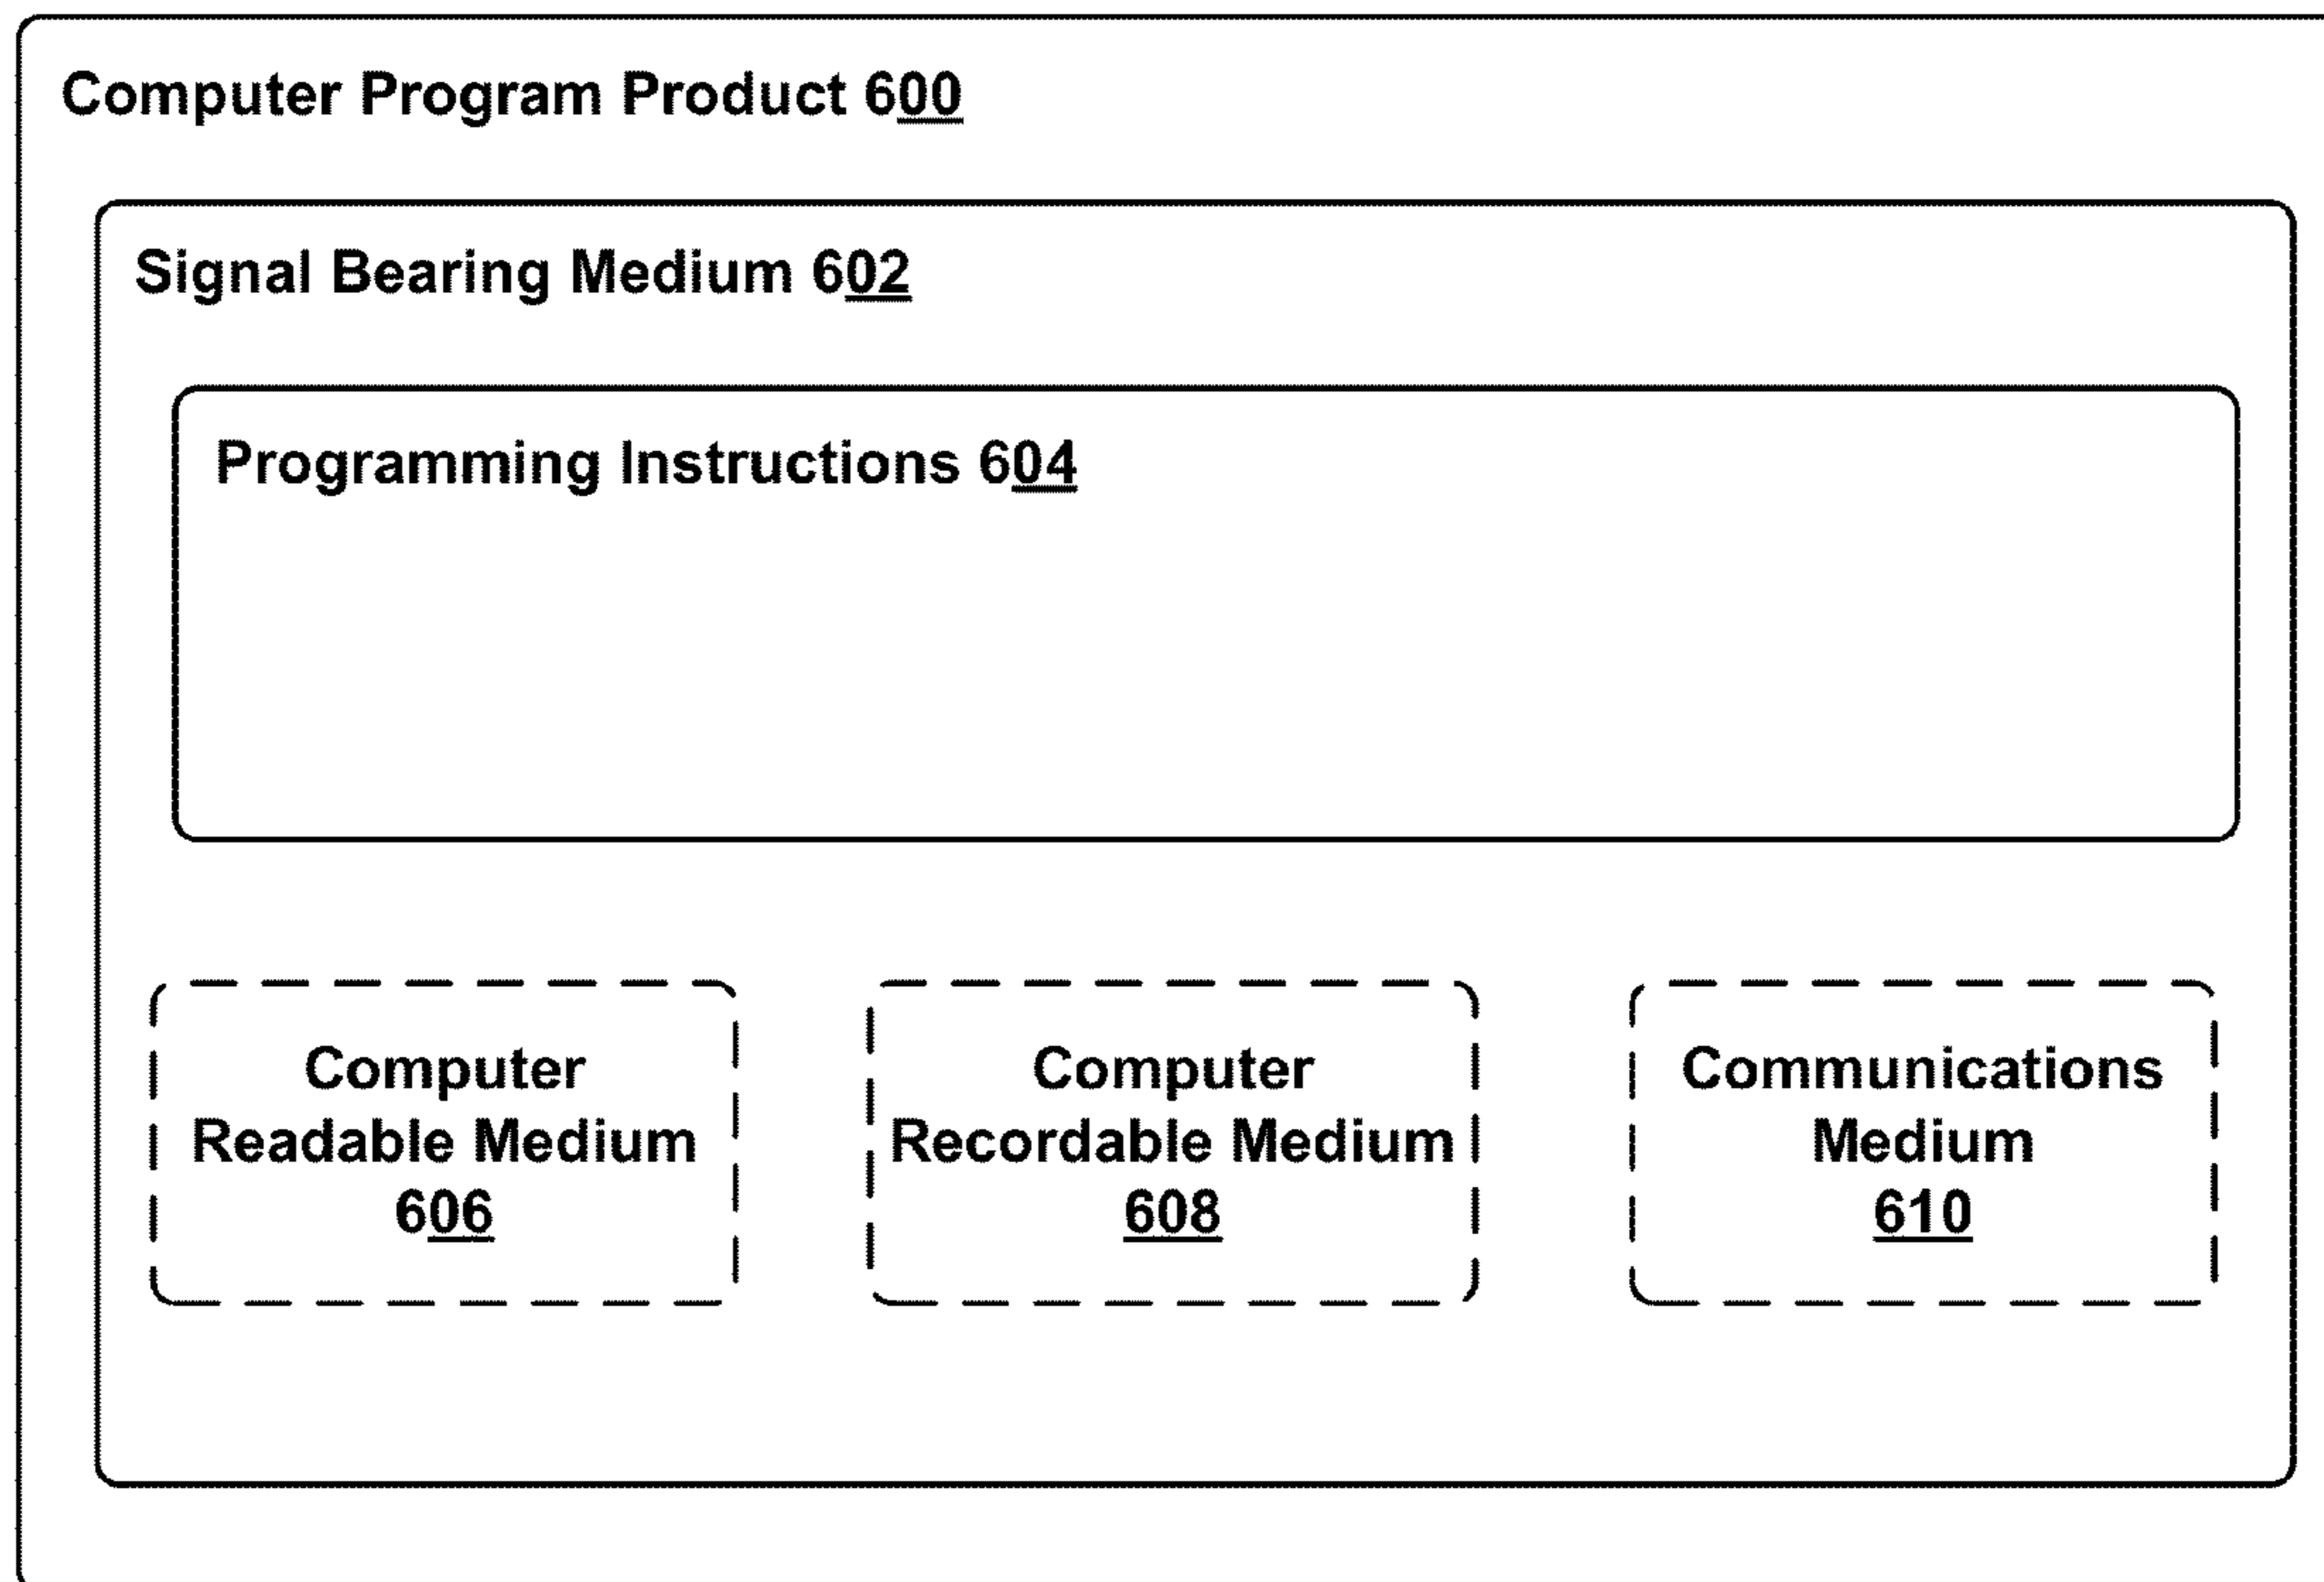 Computer Program Product 600
Signal Bearing Medium 602
Programming Instructions 604
Computer
Readable Medium
606
Computer
Recordable Medium
608
Communications
Medium
610